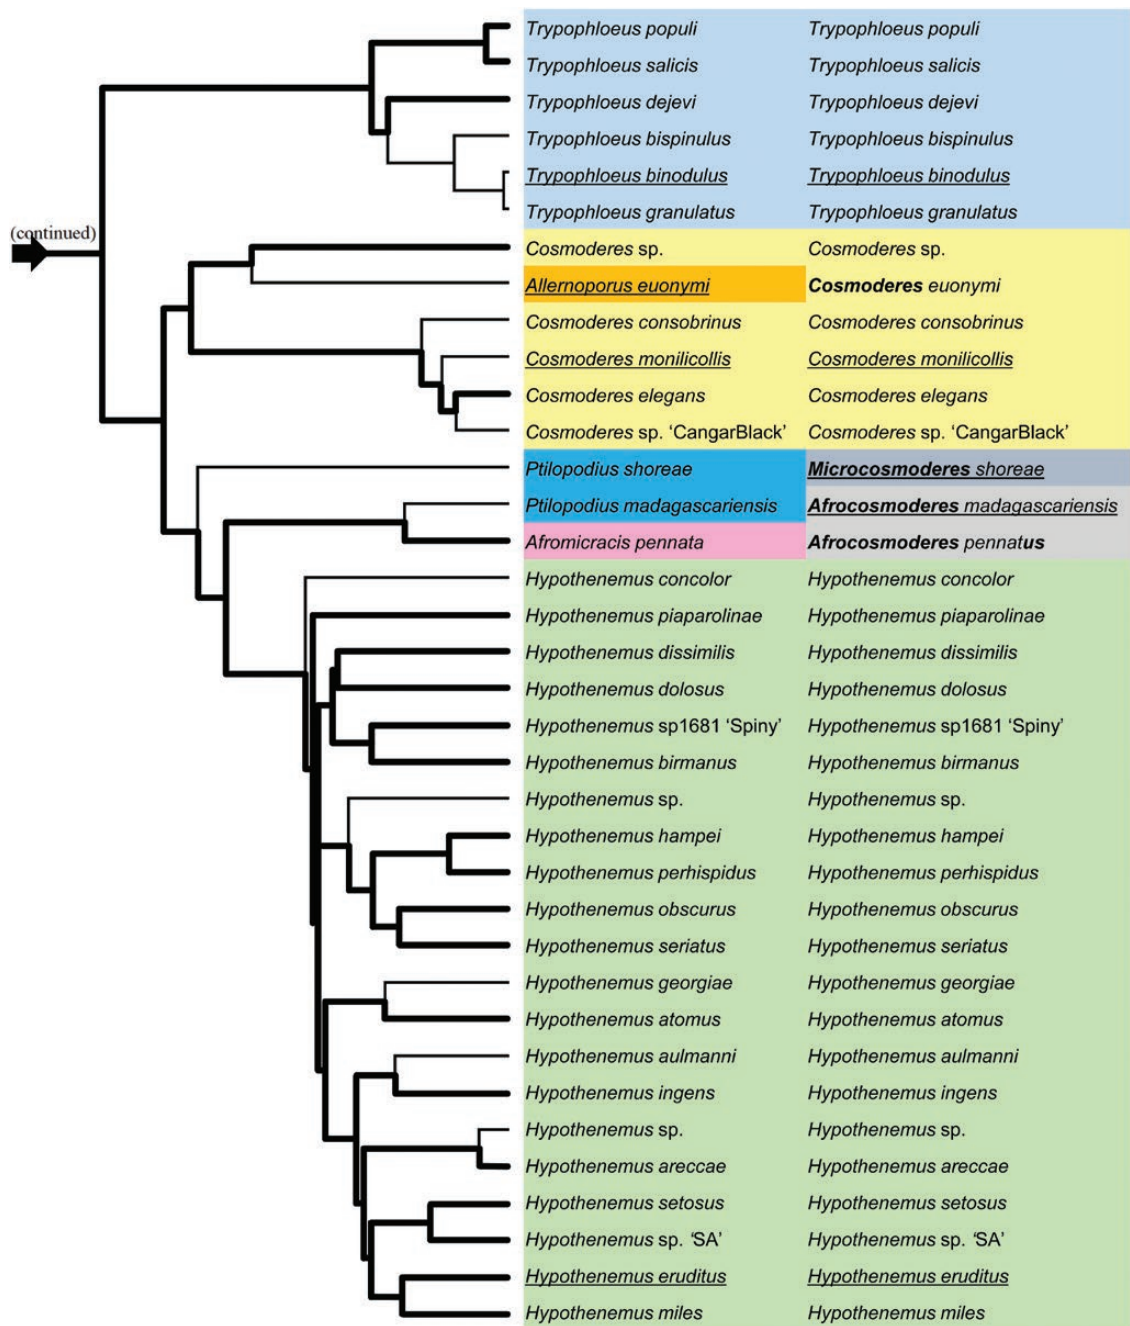 Trypophloeus populi Trypophloeus populi
Trypophloeus salicis Trypophloeus salicis
Trypophloeus dejevi Trypophloeus dejevi
Trypophloeus bispinulus Trypophloeus bispinulus
Trypophloeus binodulus Trypophloeus binodulus
Trypophloeus granulatus Trypophloeus granulatus
(continued)
Cosmoderes sp. Cosmoderes sp.
Allernoporus euonymi Cosmoderes euonymi
Cosmoderes consobrinus Cosmoderes consobrinus
Cosmoderes monilicollis Cosmoderes monilicollis
Cosmoderes elegans Cosmoderes elegans
Cosmoderes sp. ‘CangarBlack’ Cosmoderes sp. ‘CangarBlack’
Ptilopodius shoreae Microcosmoderes shoreae
Ptilopodius madagascariensis Afrocosmoderes madagascariensis
Afromicracis pennata Afrocosmoderes pennatus
Hypothenemus concolor Hypothenemus concolor
Hypothenemus piaparolinae Hypothenemus piaparolinae
Hypothenemus dissimilis Hypothenemus dissimilis
Hypothenemus dolosus Hypothenemus dolosus
Hypothenemus sp1681 ‘Spiny’ Hypothenemus sp1681 ‘Spiny’
Hypothenemus birmanus Hypothenemus birmanus
Hypothenemus sp. Hypothenemus sp.
Hypothenemus hampei Hypothenemus hampei
Hypothenemus perhispidus Hypothenemus perhispidus
Hypothenemus obscurus Hypothenemus obscurus
Hypothenemus seriatus Hypothenemus seriatus
Hypothenemus georgiae Hypothenemus georgiae
Hypothenemus atomus Hypothenemus atomus
Hypothenemus aulmanni Hypothenemus aulmanni
Hypothenemus ingens Hypothenemus ingens
Hypothenemus sp. Hypothenemus sp.
Hypothenemus areccae Hypothenemus areccae
Hypothenemus setosus Hypothenemus setosus
Hypothenemus sp. ‘SA’ Hypothenemus sp. ‘SA’
Hypothenemus eruditus Hypothenemus eruditus
Hypothenemus miles Hypothenemus miles